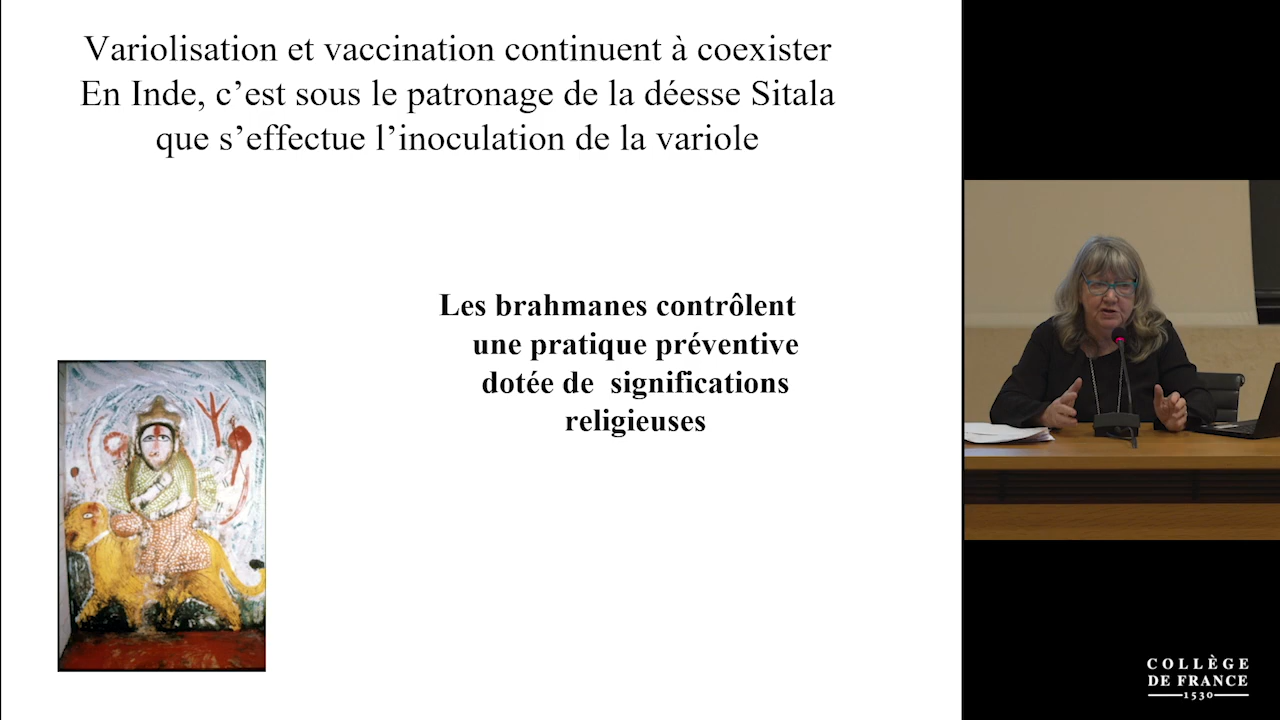 Variolisation et vaccination continuent à coexister
En Inde, c’est sous le patronage de la déesse Sitala
que s’effectue l’inoculation de la variole
Les brahmanes contrôlent
une pratique préventive
dotée de significations
religieuses
COLLÈGE
DE FRANCE
1530